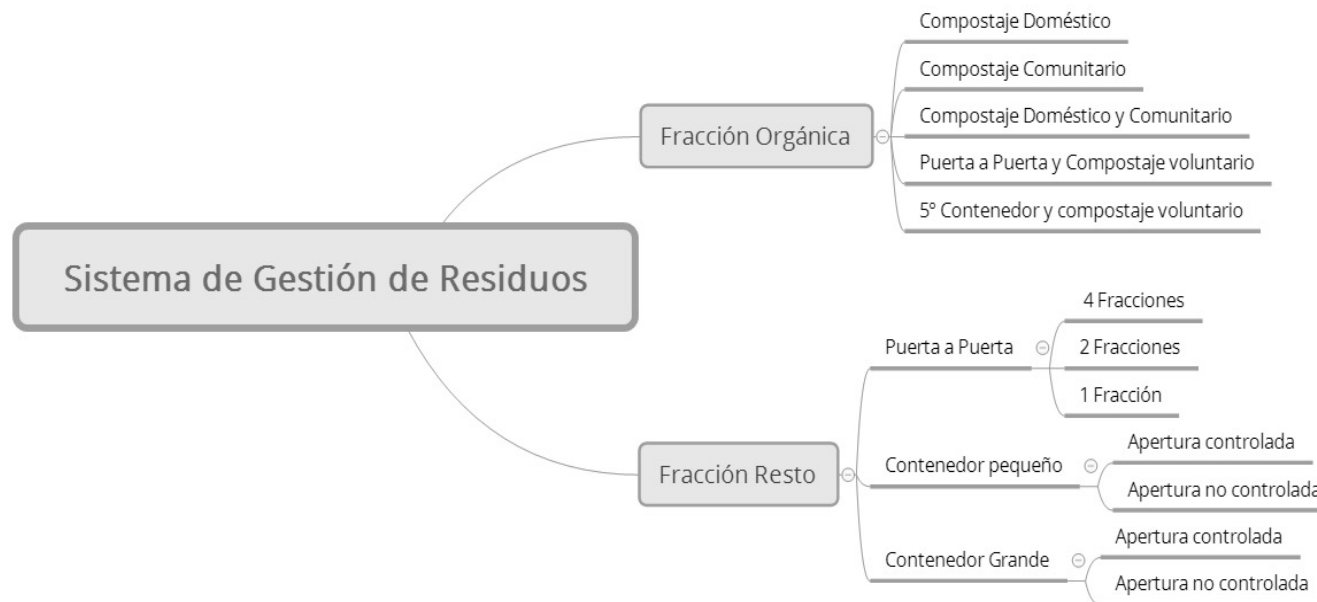 Compostaje Doméstico
Compostaje Comunitario
Fracción Orgánica
Compostaje Doméstico y Comunitario
Puerta a Puerta y Compostaje voluntario
5º Contenedor y compostaje voluntario
Sistema de Gestión de Residuos
4 Fracciones
Puerta a Puerta
2 Fracciones
1 Fracción
Fracción Resto
Contenedor pequeño
Apertura controlada
Apertura no controlada
Contenedor Grande
Apertura controlada
Apertura no controlada